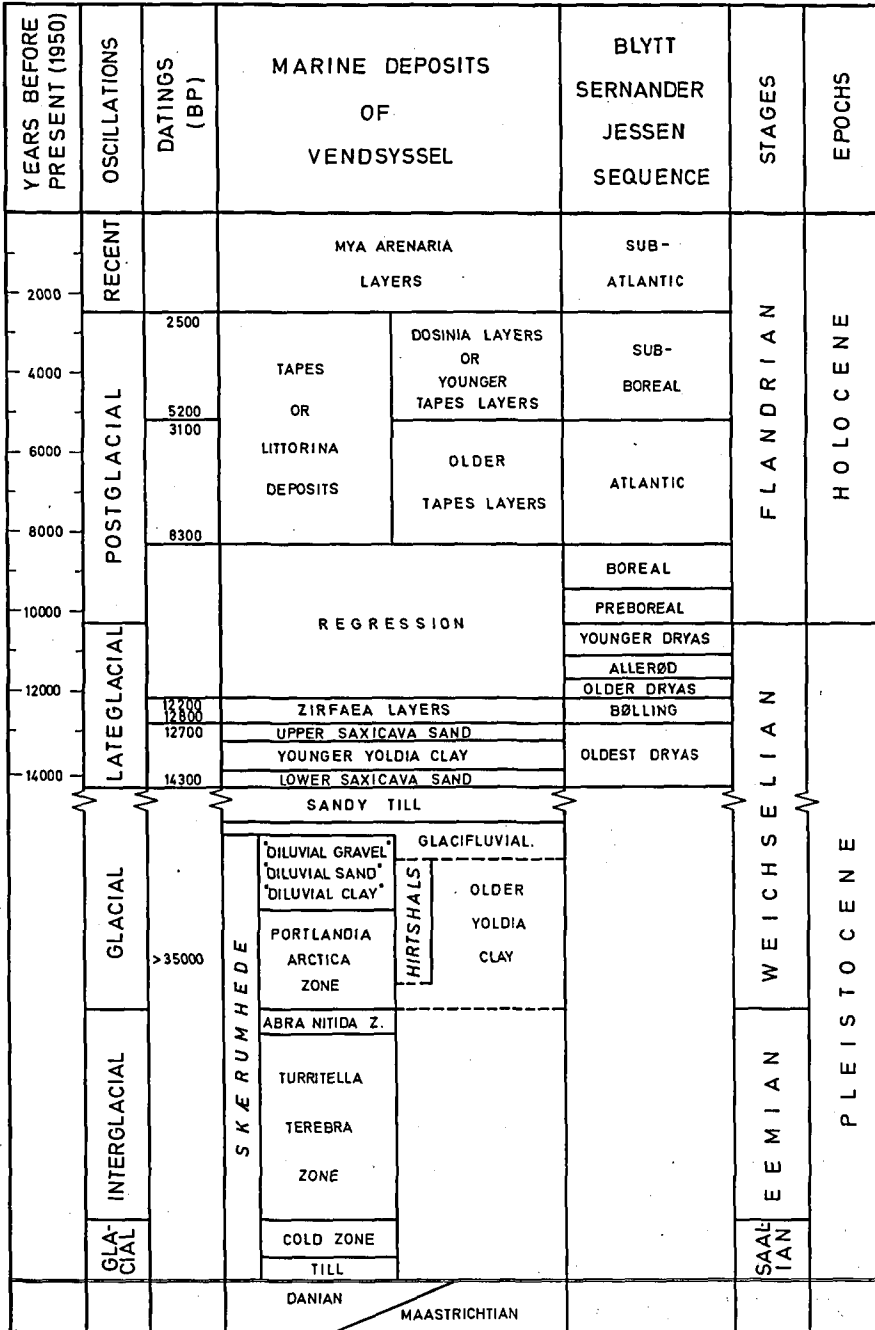 YEARS BEFORE
PRESENT (1950)
OSCILLATIONS
DATINGS
(BP)
MARINE DEPOSITS
OF
VENDSYSSEL
BLYTT
SERNANDER
JESSEN
SEQUENCE
STAGES
EPOCHS
2000
4000
6000
8000
10000
12000
14000
RECENT
POSTGLACIAL
LATEGLACIAL
GLACIAL
INTERGLACIAL
GLA-
CIAL
2500
5200
3100
8300
12200
12800
12700
14300
>35000
MYA ARENARIA
LAYERS
TAPES
OR
LITTORINA
DEPOSITS
DOSINIA LAYERS
OR
YOUNGER
TAPES LAYERS
OLDER
TAPES LAYERS
REGRESSION
ZIRFAEA LAYERS
UPPER SAXICAVA SAND
YOUNGER YOLDIA CLAY
LOWER SAXICAVA SAND
SANDY TILL
SKÆRUMHEDE
"DILUVIAL GRAVEL"
"DILUVIAL SAND"
"DILUVIAL CLAY"
PORTLANDIA
ARCTICA
ZONE
ABRA NITIDA Z.
TURRITELLA
TEREBRA
ZONE
COLD ZONE
TILL
GLACIFLUVIAL.
HIRTSHALS
OLDER
YOLDIA
CLAY
DANIAN
MAASTRICHTIAN
SUB-
ATLANTIC
SUB-
BOREAL
ATLANTIC
BOREAL
PREBOREAL
YOUNGER DRYAS
ALLERØD
OLDER DRYAS
BØLLING
OLDEST DRYAS
FLANDRIAN
WEICHSELIAN
EEMIAN
SAAL-
IAN
HOLOCENE
PLEISTOCENE